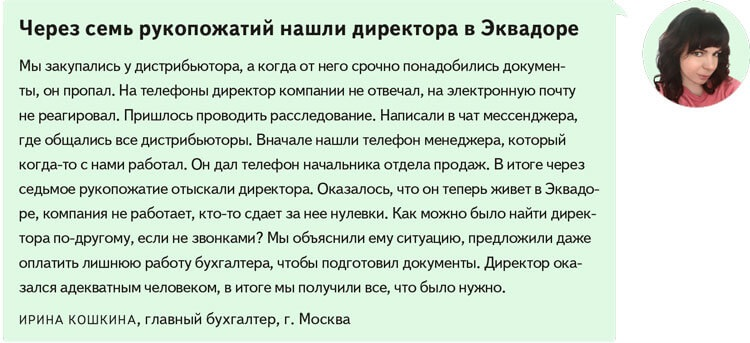 Через семь рукопожатий нашли директора в Эквадоре
Мы закупались у дистрибьютора, а когда от него срочно понадобились докумен-
ты, он пропал. На телефоны директор компании не отвечал, на электронную почту
не реагировал. Пришлось проводить расследование. Написали в чат мессенджера,
где общались все дистрибьюторы. Вначале нашли телефон менеджера, который
когда-то с нами работал. Он дал телефон начальника отдела продаж. В итоге через
седьмое рукопожатие отыскали директора. Оказалось, что он теперь живет в Эквадо-
ре, компания не работает, кто-то сдает за нее нулевки. Как можно было найти дирек-
тора по-другому, если не звонками? Мы объяснили ему ситуацию, предложили даже
оплатить лишнюю работу бухгалтера, чтобы подготовил документы. Директор ока-
зался адекватным человеком, в итоге мы получили все, что было нужно.
ИРИНА КОШКИНА, главный бухгалтер, г. Москва